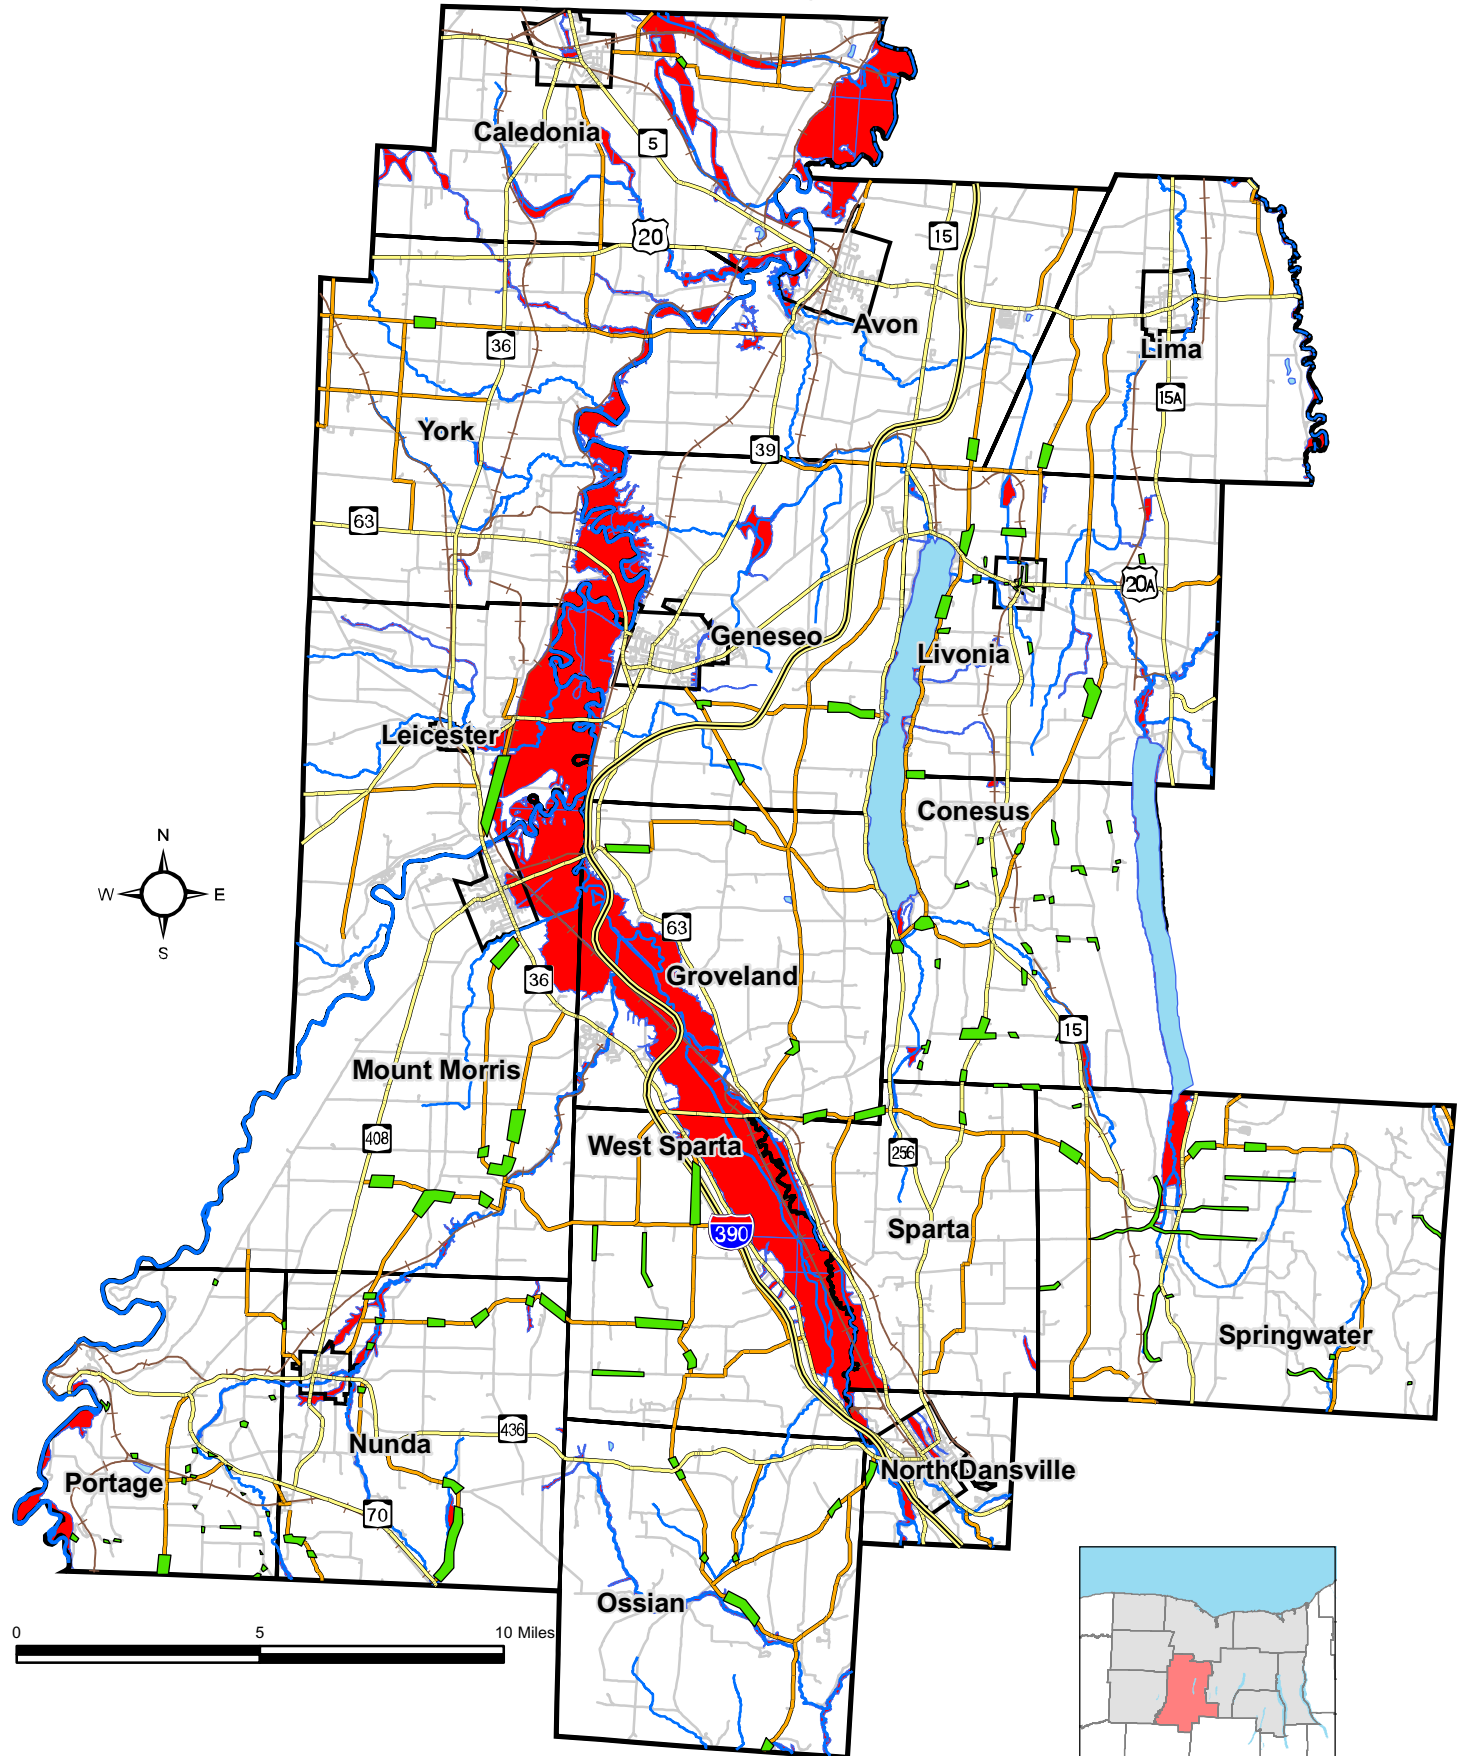 Caledonia
5
20
15
Avon
Lima
36
15A
York
39
63
20A
Geneseo
Livonia
Leicester
Conesus
N
W
E
S
63
36
Groveland
15
Mount Morris
408
West Sparta
256
390
Sparta
Springwater
436
Nunda
North Dansville
Portage
70
Ossian
0
5
10 Miles